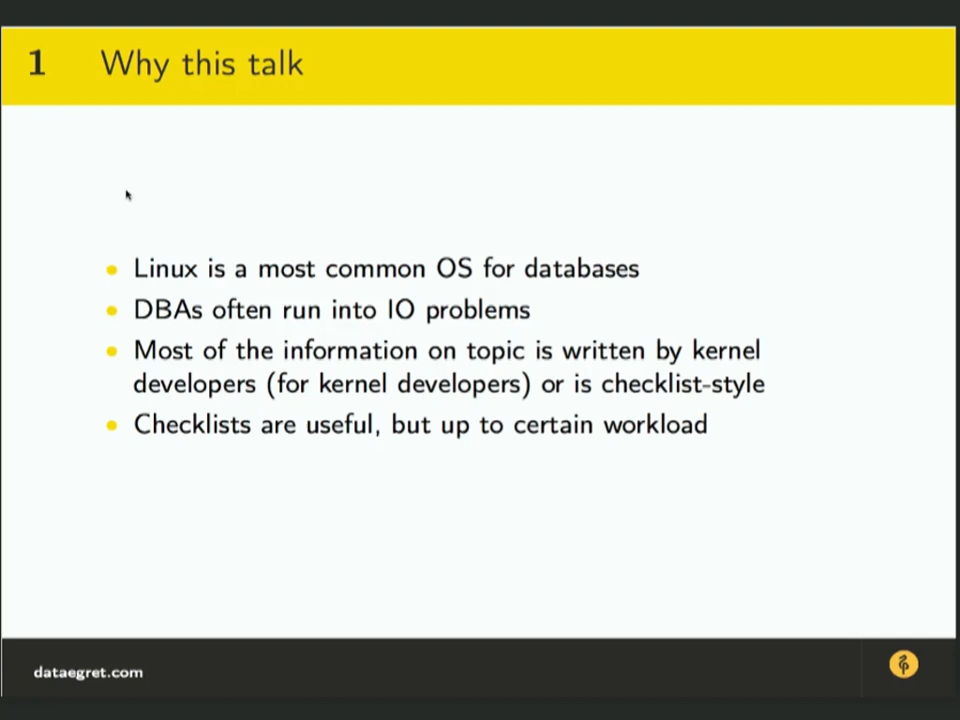 1 Why this talk
Linux is a most common OS for databases
DBAs often run into IO problems
Most of the information on topic is written by kernel
developers (for kernel developers) or is checklist-style
Checklists are useful, but up to certain workload
dataegret.com